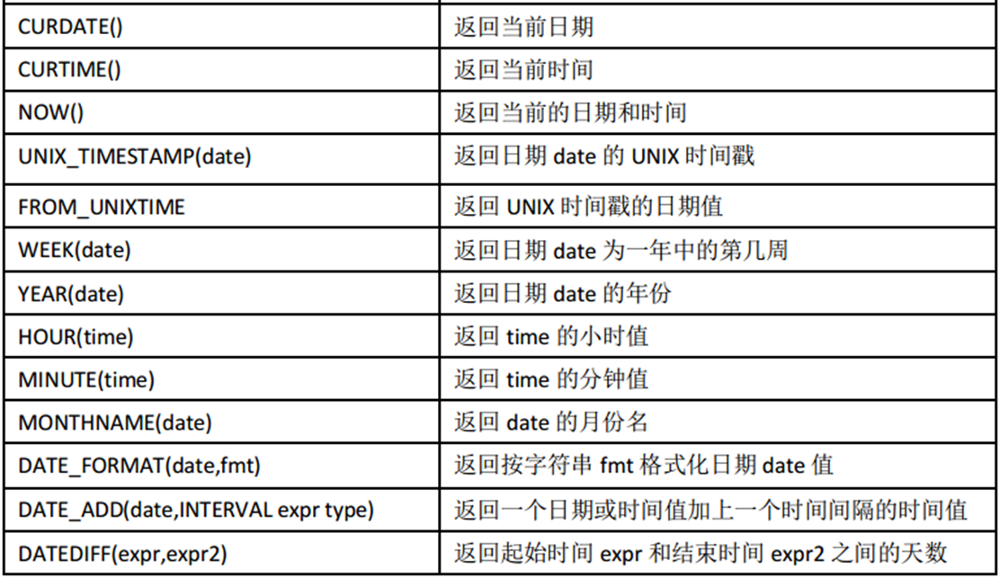 CURDATE() 返回当前日期
CURTIME() 返回当前时间
NOW() 返回当前的日期和时间
UNIX_TIMESTAMP(date) 返回日期 date 的 UNIX 时间戳
FROM_UNIXTIME 返回 UNIX 时间戳的日期值
WEEK(date) 返回日期 date 为一年中的第几周
YEAR(date) 返回日期 date 的年份
HOUR(time) 返回 time 的小时值
MINUTE(time) 返回 time 的分钟值
MONTHNAME(date) 返回 date 的月份名
DATE_FORMAT(date,fmt) 返回按字符串 fmt 格式化日期 date 值
DATE_ADD(date,INTERVAL expr type) 返回一个日期或时间值加上一个时间间隔的时间值
DATEDIFF(expr,expr2) 返回起始时间 expr 和结束时间 expr2 之间的天数